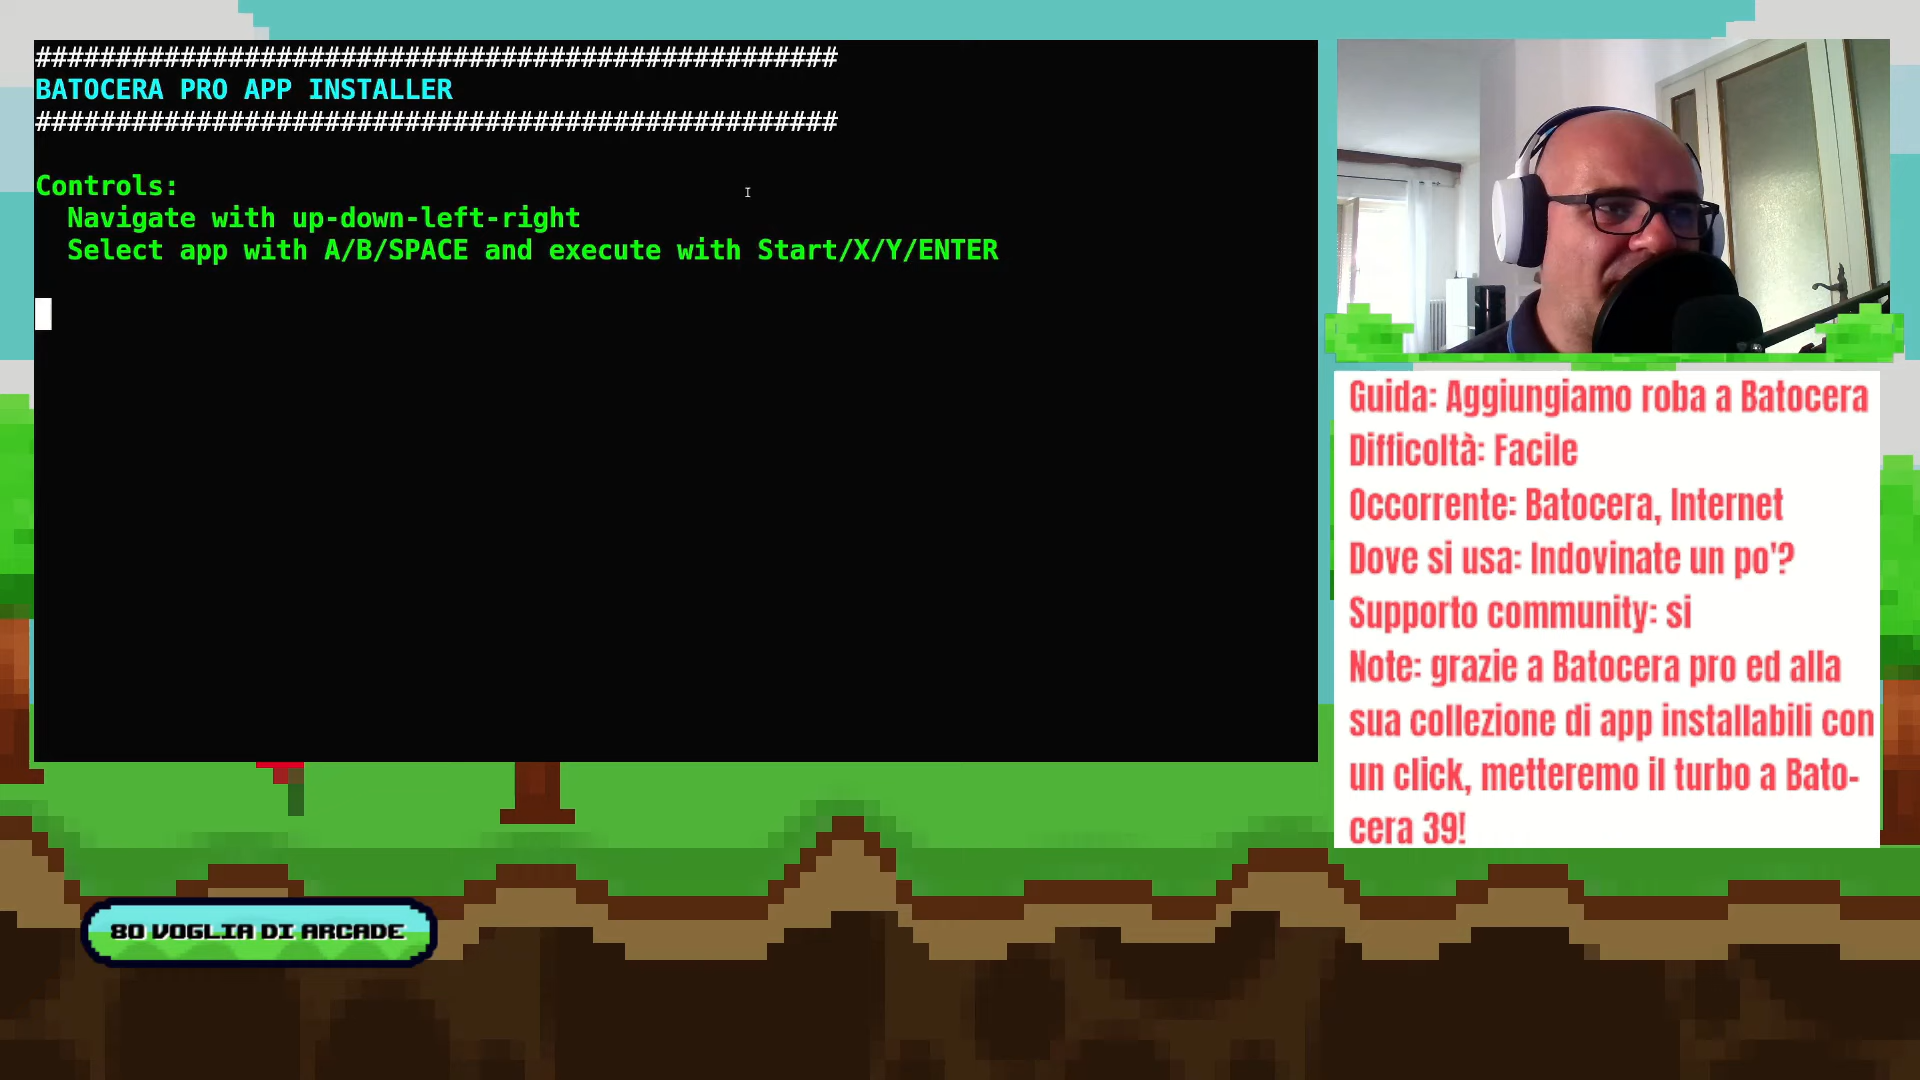 ##################################################
BATOCERA PRO APP INSTALLER
##################################################
Controls:
Navigate with up-down-left-right
Select app with A/B/SPACE and execute with Start/X/Y/ENTER
Guida: Aggiungiamo roba a Batocera
Difficoltà: Facile
Occorrente: Batocera, Internet
Dove si usa: Indovinate un po'?
Supporto community: si
Note: grazie a Batocera pro ed alla
sua collezione di app installabili con
un click, metteremo il turbo a Bato-
cera 39!
80 VOGLIA DI ARCADE